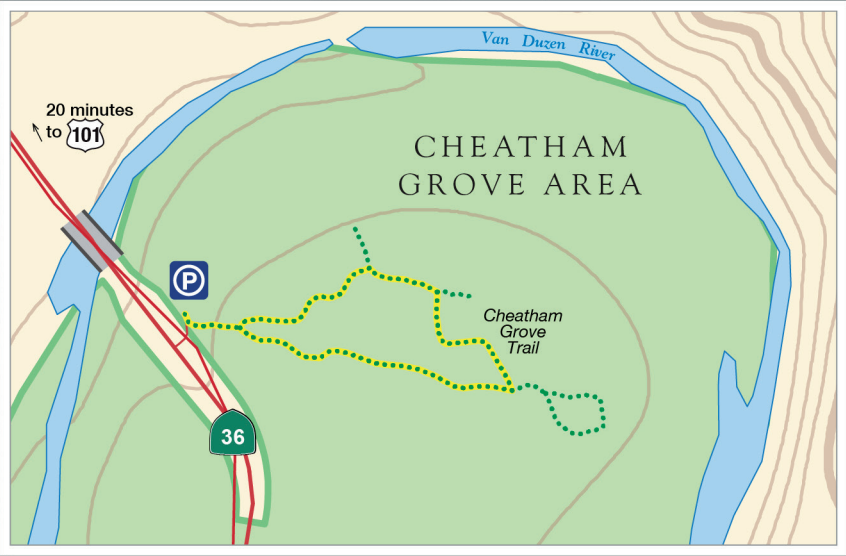 Van Duzen River
20 minutes
to 101
CHEATHAM
GROVE AREA
P
Cheatham
Grove
Trail
36